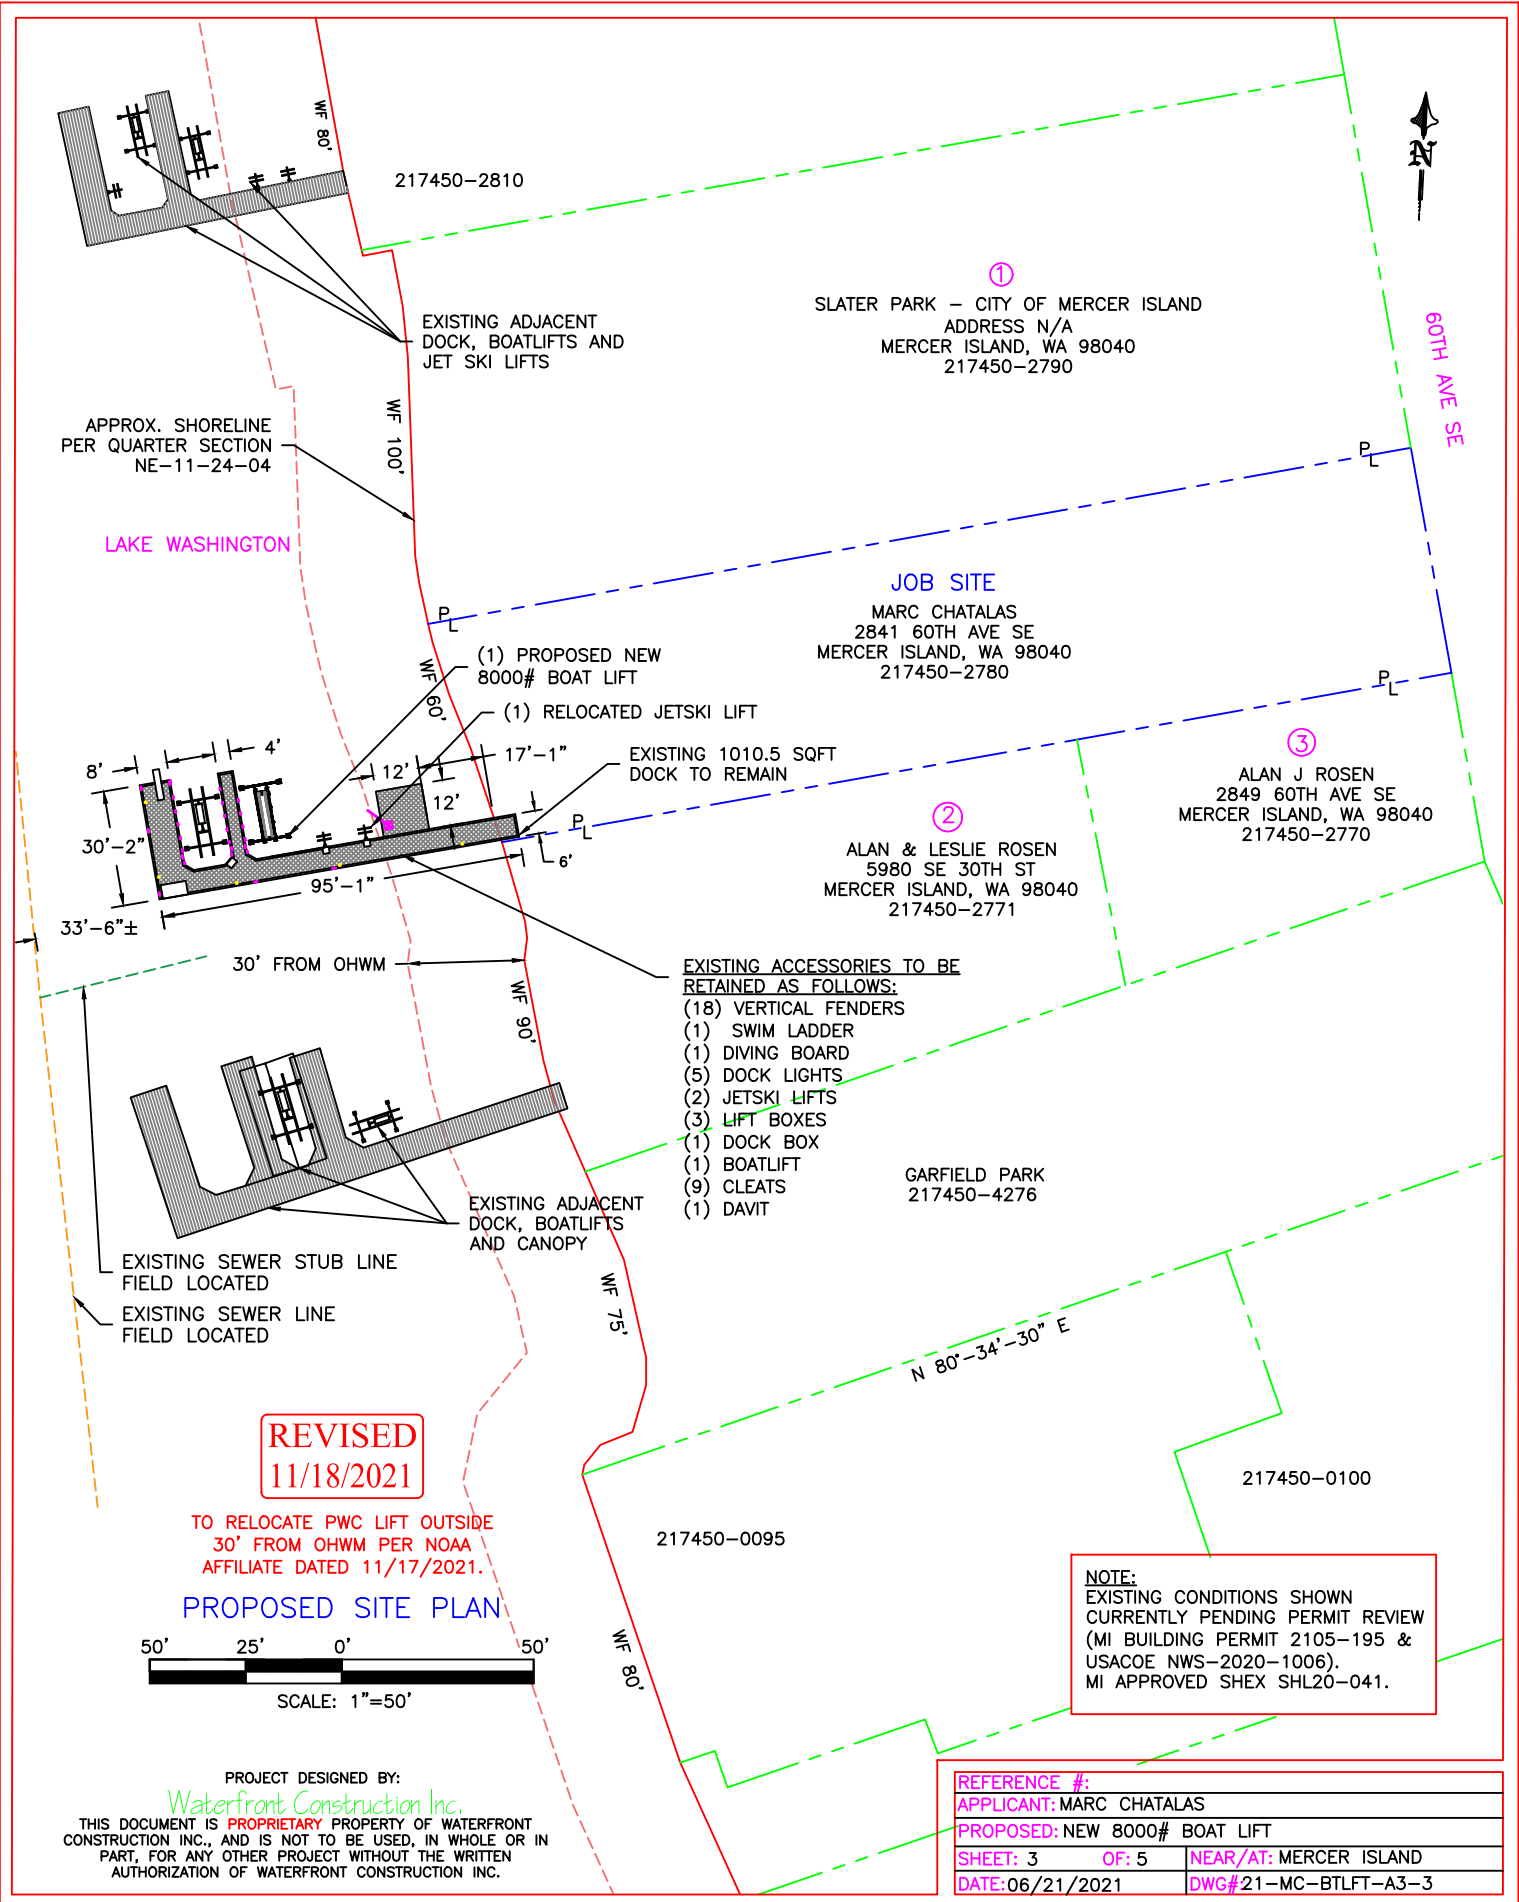 WF 80'
217450-2810
N
①
SLATER PARK – CITY OF MERCER ISLAND
ADDRESS N/A
MERCER ISLAND, WA 98040
217450-2790
60TH AVE SE
EXISTING ADJACENT
DOCK, BOATLIFTS AND
JET SKI LIFTS
WF 100'
APPROX. SHORELINE
PER QUARTER SECTION
NE-11-24-04
LAKE WASHINGTON
PL
JOB SITE
MARC CHATALAS
2841 60TH AVE SE
MERCER ISLAND, WA 98040
217450-2780
PL
PL
WF 60'
(1) PROPOSED NEW
8000# BOAT LIFT
(1) RELOCATED JETSKI LIFT
EXISTING 1010.5 SQFT
DOCK TO REMAIN
8'
4'
12'
12'
17'-1"
30'-2"
95'-1"
6'
PL
33'-6"±
③
ALAN J ROSEN
2849 60TH AVE SE
MERCER ISLAND, WA 98040
217450-2770
②
ALAN & LESLIE ROSEN
5980 SE 30TH ST
MERCER ISLAND, WA 98040
217450-2771
30' FROM OHWM
WF 90'
EXISTING ACCESSORIES TO BE
RETAINED AS FOLLOWS:
(18) VERTICAL FENDERS
(1) SWIM LADDER
(1) DIVING BOARD
(5) DOCK LIGHTS
(2) JETSKI LIFTS
(3) LIFT BOXES
(1) DOCK BOX
(1) BOATLIFT
(9) CLEATS
(1) DAVIT
GARFIELD PARK
217450-4276
EXISTING ADJACENT
DOCK, BOATLIFTS
AND CANOPY
EXISTING SEWER STUB LINE
FIELD LOCATED
EXISTING SEWER LINE
FIELD LOCATED
WF 75'
N 80°-34'-30" E
REVISED
11/18/2021
TO RELOCATE PWC LIFT OUTSIDE
30' FROM OHWM PER NOAA
AFFILIATE DATED 11/17/2021.
217450-0100
217450-0095
PROPOSED SITE PLAN
50' 25' 0' 50'
SCALE: 1"=50'
WF 80'
NOTE:
EXISTING CONDITIONS SHOWN
CURRENTLY PENDING PERMIT REVIEW
(MI BUILDING PERMIT 2105-195 &
USACOE NWS-2020-1006).
MI APPROVED SHEX SHL20-041.
PROJECT DESIGNED BY:
Waterfront Construction Inc.
THIS DOCUMENT IS PROPRIETARY PROPERTY OF WATERFRONT
CONSTRUCTION INC., AND IS NOT TO BE USED, IN WHOLE OR IN
PART, FOR ANY OTHER PROJECT WITHOUT THE WRITTEN
AUTHORIZATION OF WATERFRONT CONSTRUCTION INC.
REFERENCE #:
APPLICANT: MARC CHATALAS
PROPOSED: NEW 8000# BOAT LIFT
SHEET: 3 OF: 5 NEAR/AT: MERCER ISLAND
DATE: 06/21/2021 DWG#: 21-MC-BTLFT-A3-3